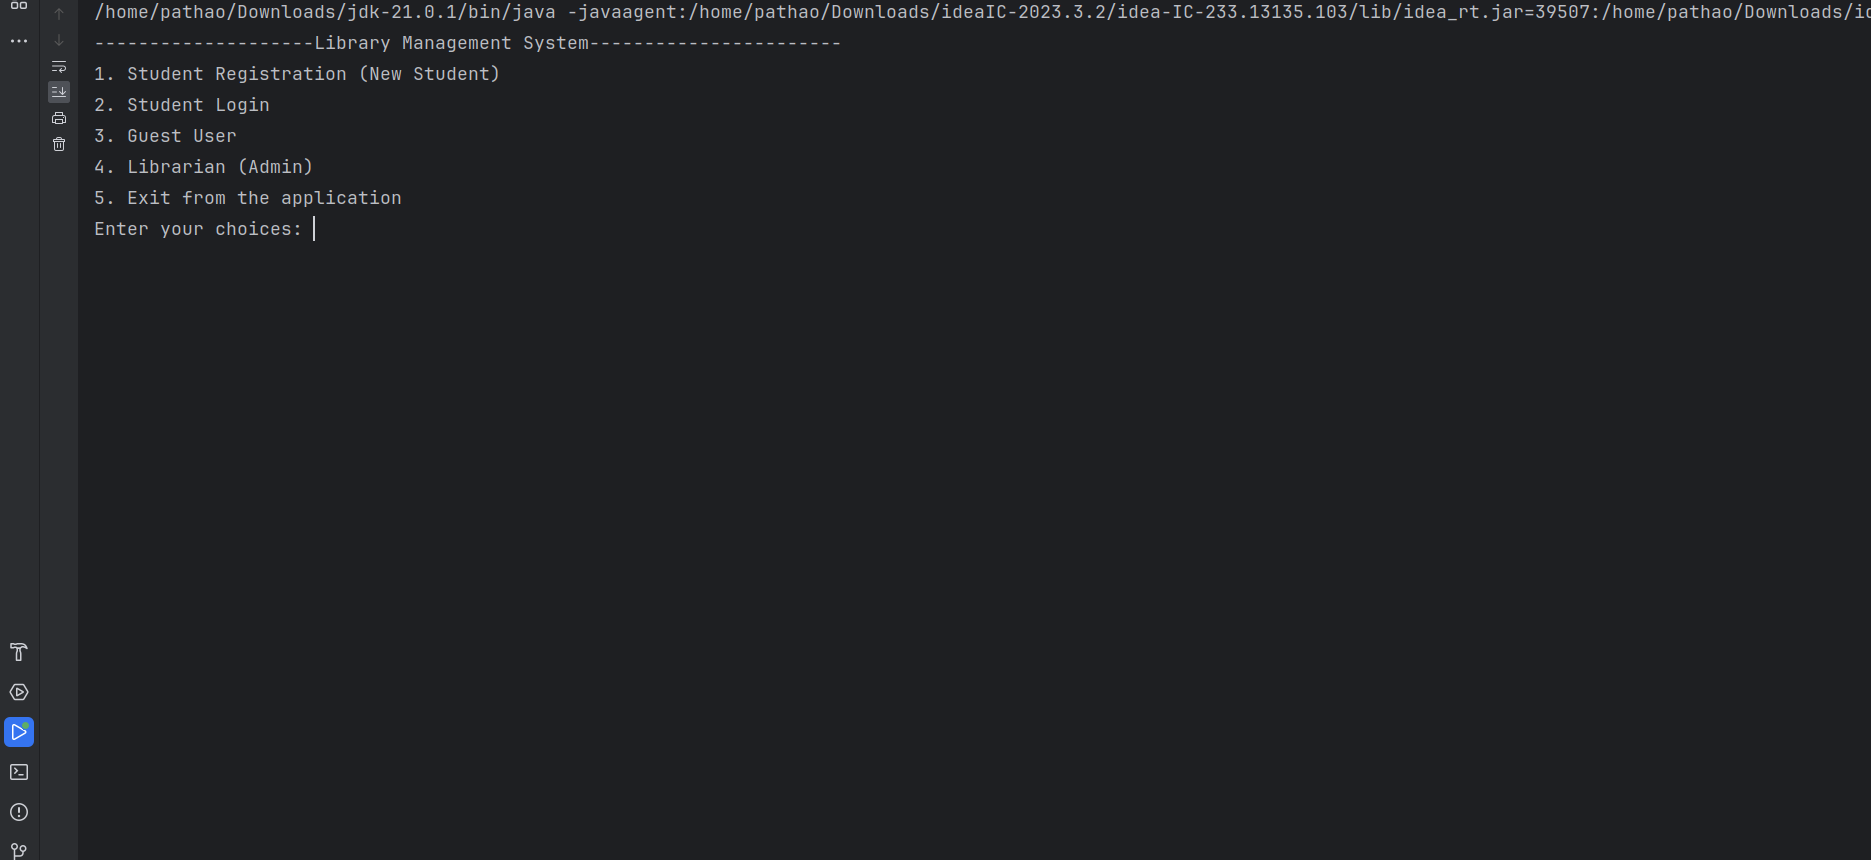 /home/pathao/Downloads/jdk-21.0.1/bin/java -javaagent:/home/pathao/Downloads/ideaIC-2023.3.2/idea-IC-233.13135.103/lib/idea_rt.jar=39507:/home/pathao/Downloads/id
--------------------Library Management System-----------------------
1. Student Registration (New Student)
2. Student Login
3. Guest User
4. Librarian (Admin)
5. Exit from the application
Enter your choices: